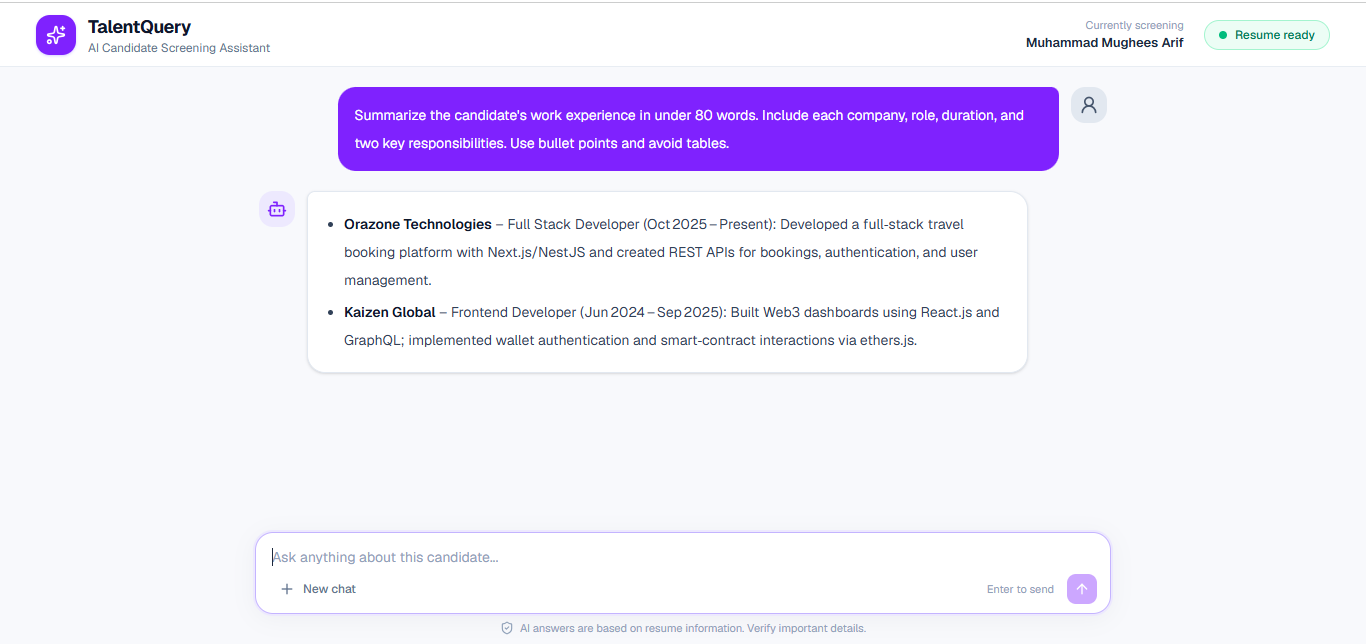 TalentQuery
AI Candidate Screening Assistant
Currently screening
Muhammad Mughees Arif
Resume ready
Summarize the candidate's work experience in under 80 words. Include each company, role, duration, and
two key responsibilities. Use bullet points and avoid tables.
• Orazone Technologies – Full Stack Developer (Oct 2025 – Present): Developed a full-stack travel
booking platform with Next.js/NestJS and created REST APIs for bookings, authentication, and user
management.
• Kaizen Global – Frontend Developer (Jun 2024 – Sep 2025): Built Web3 dashboards using React.js and
GraphQL; implemented wallet authentication and smart-contract interactions via ethers.js.
Ask anything about this candidate...
+ New chat
Enter to send
AI answers are based on resume information. Verify important details.